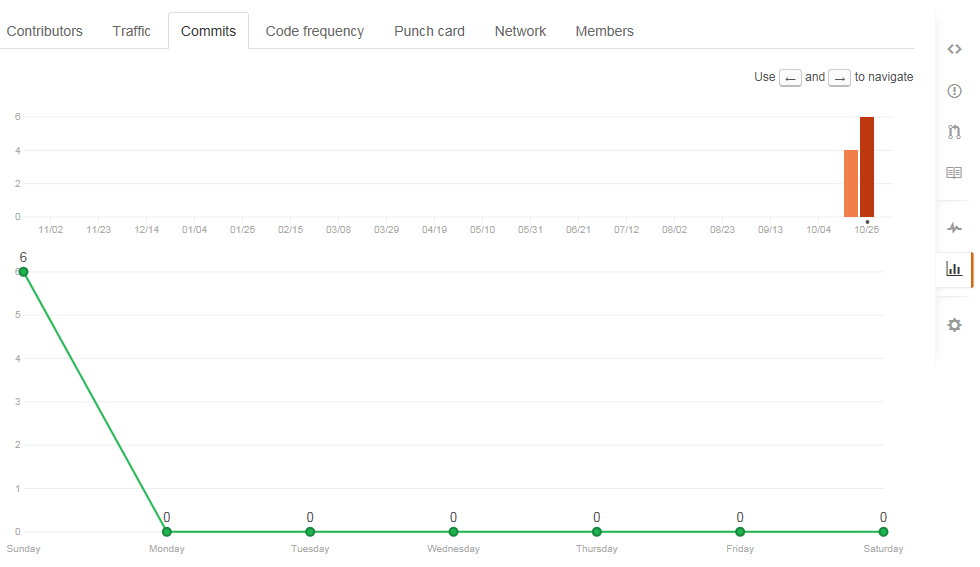 Contributors Traffic Commits Code frequency Punch card Network Members
Use ← and → to navigate
6
4
2
0
11/02 11/23 12/14 01/04 01/25 02/15 03/08 03/29 04/19 05/10 05/31 06/21 07/12 08/02 08/23 09/13 10/04 10/25
6
6
5
4
3
2
1
0 0 0 0 0 0
0
Sunday Monday Tuesday Wednesday Thursday Friday Saturday